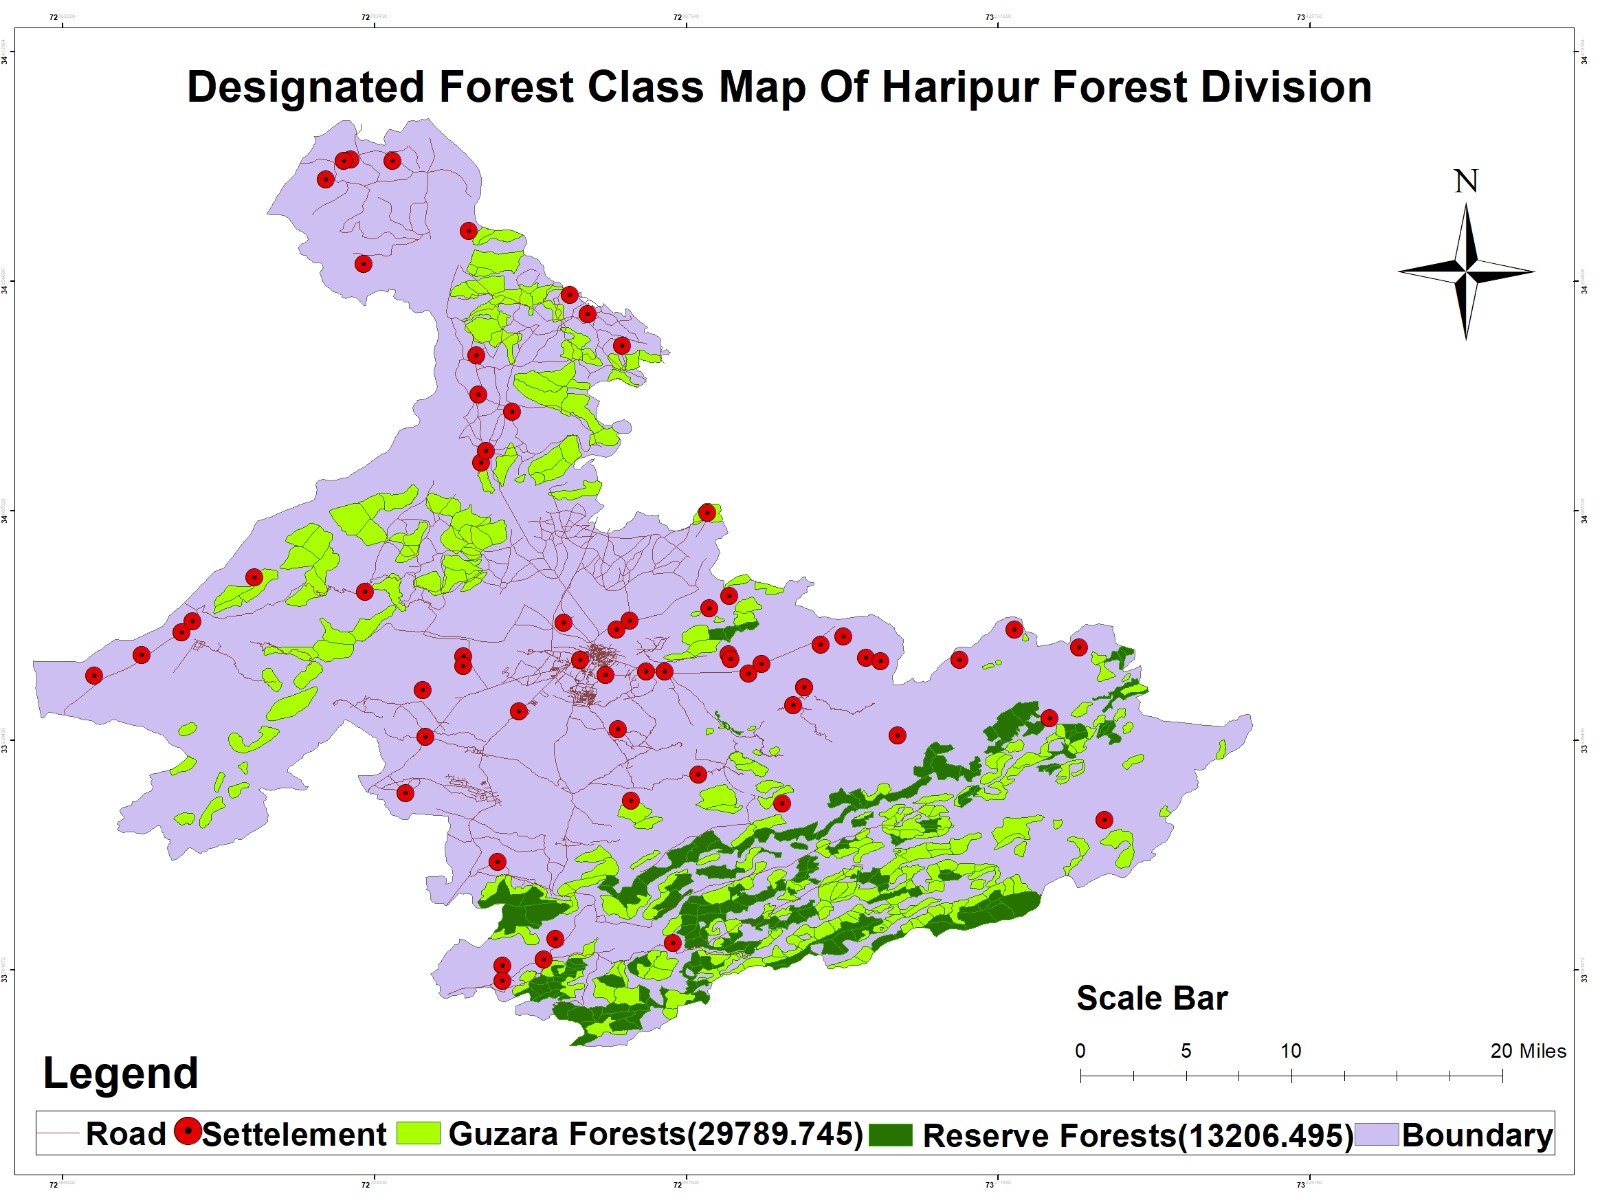 72 72 72 73 73
Designated Forest Class Map Of Haripur Forest Division
N
34 34
34 34
34 34
33 33
33 33
Scale Bar
0 5 10 20 Miles
Legend
Road Settelement Guzara Forests(29789.745) Reserve Forests(13206.495) Boundary
72 72 72 73 73